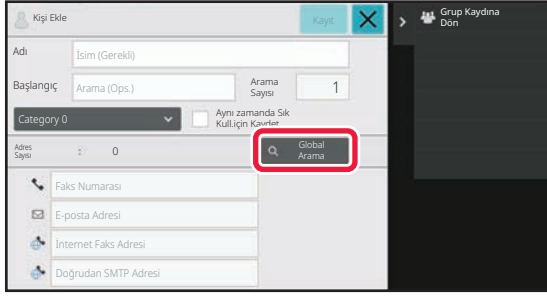 Kişi Ekle
Kayıt
Grup Kaydına
Dön
Adı
İsim (Gerekli)
Başlangıç
Arama (Ops.)
Arama
Sayısı
1
Category 0
Aynı zamanda Sık
Kull.için Kaydet
Adres
Sayısı
:
0
Global
Arama
Faks Numarası
E-posta Adresi
İnternet Faks Adresi
Doğrudan SMTP Adresi